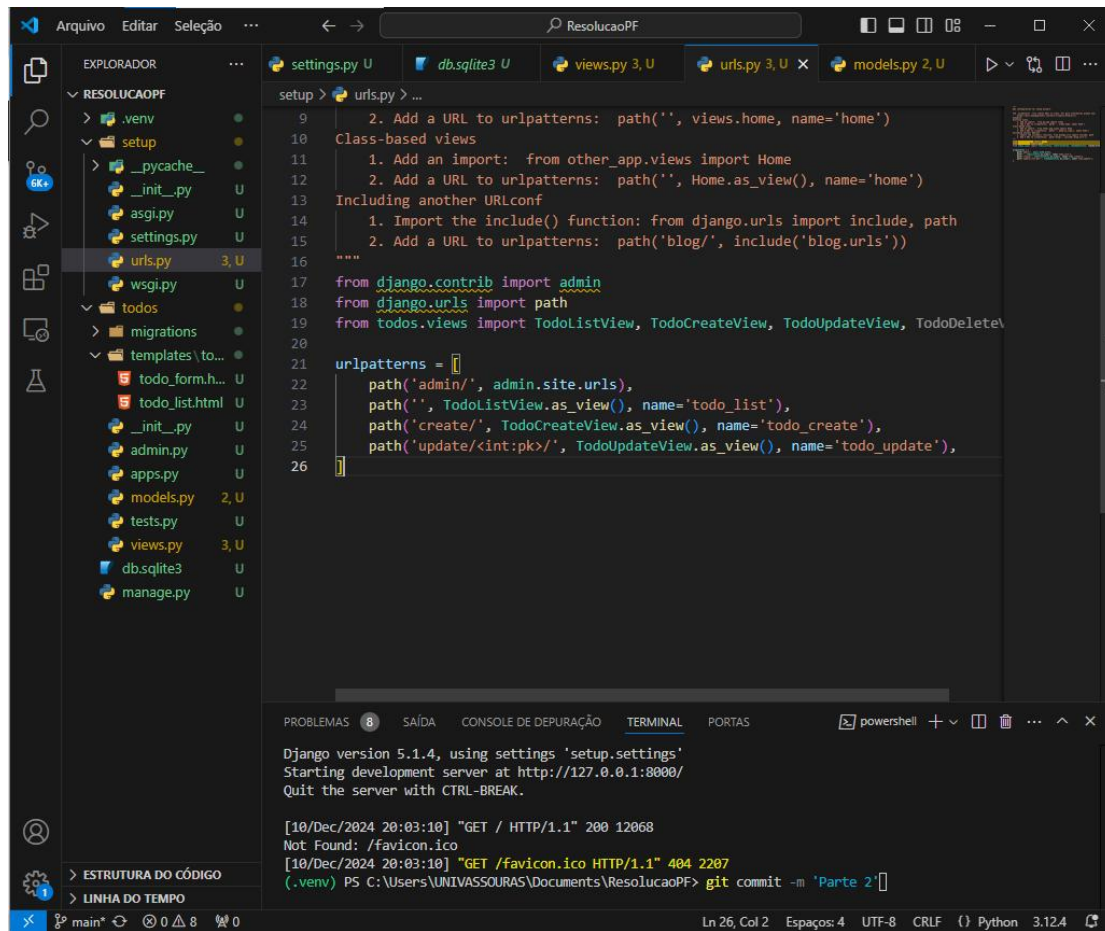 Arquivo Editar Seleção ··· ResolucaoPF
EXPLORADOR ···
settings.py U db.sqlite3 U views.py 3, U urls.py 3, U models.py 2, U
RESOLUCAOPF
.venv
setup
__pycache__
__init__.py U
asgi.py U
settings.py U
urls.py 3, U
wsgi.py U
todos
migrations
templates\to...
todo_form.h... U
todo_list.html U
__init__.py U
admin.py U
apps.py U
models.py 2, U
tests.py U
views.py 3, U
db.sqlite3 U
manage.py U
ESTRUTURA DO CÓDIGO
LINHA DO TEMPO
6K+
1
setup > urls.py > ...
9 2. Add a URL to urlpatterns: path('', views.home, name='home')
10 Class-based views
11 1. Add an import: from other_app.views import Home
12 2. Add a URL to urlpatterns: path('', Home.as_view(), name='home')
13 Including another URLconf
14 1. Import the include() function: from django.urls import include, path
15 2. Add a URL to urlpatterns: path('blog/', include('blog.urls'))
16 """
17 from django.contrib import admin
18 from django.urls import path
19 from todos.views import TodoListView, TodoCreateView, TodoUpdateView, TodoDelete
20
21 urlpatterns = [
22 path('admin/', admin.site.urls),
23 path('', TodoListView.as_view(), name='todo_list'),
24 path('create/', TodoCreateView.as_view(), name='todo_create'),
25 path('update/<int:pk>/', TodoUpdateView.as_view(), name='todo_update'),
26 ]
PROBLEMAS 8 SAÍDA CONSOLE DE DEPURAÇÃO TERMINAL PORTAS powershell
Django version 5.1.4, using settings 'setup.settings'
Starting development server at http://127.0.0.1:8000/
Quit the server with CTRL-BREAK.
[10/Dec/2024 20:03:10] "GET / HTTP/1.1" 200 12068
Not Found: /favicon.ico
[10/Dec/2024 20:03:10] "GET /favicon.ico HTTP/1.1" 404 2207
(.venv) PS C:\Users\UNIVASSOURAS\Documents\ResolucaoPF> git commit -m 'Parte 2'
main* 0 8 0 Ln 26, Col 2 Espaços: 4 UTF-8 CRLF {} Python 3.12.4